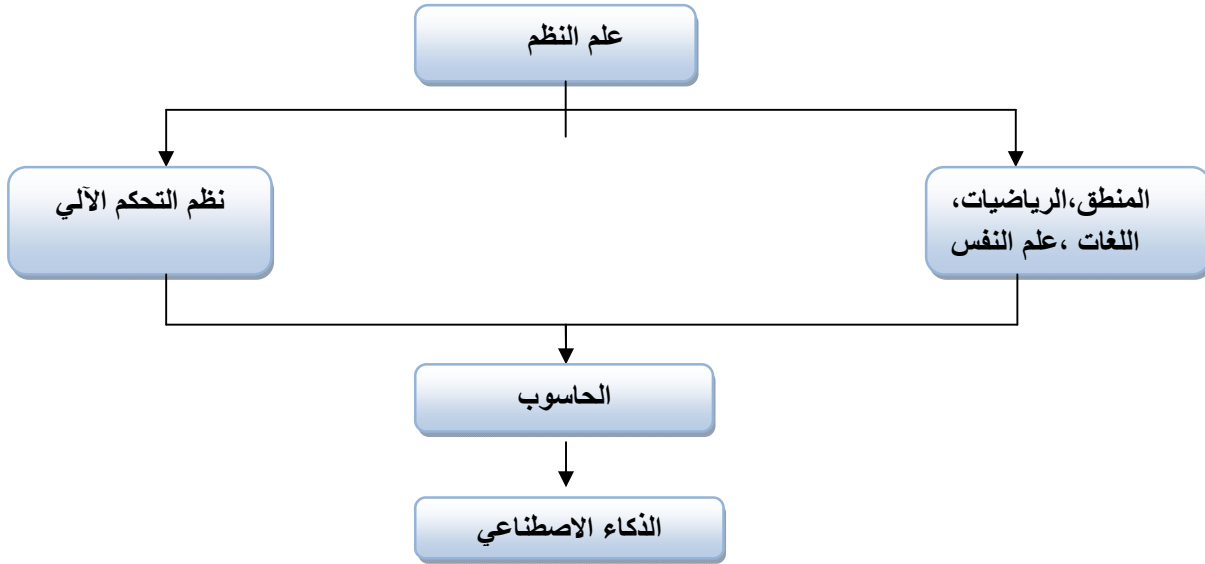 علم النظم
المنطق،الرياضيات،
اللغات ،علم النفس
نظم التحكم الآلي
الحاسوب
الذكاء الاصطناعي